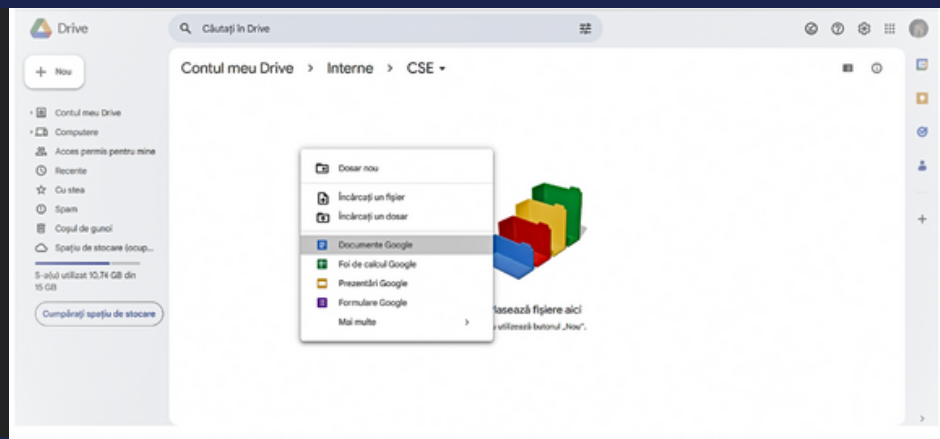 Drive
Căutați în Drive
Nou
Contul meu Drive > Interne > CSE
Contul meu Drive
Computere
Acces permis pentru mine
Recente
Cu stea
Spam
Coșul de gunoi
Spațiu de stocare (ocup...
S-a(u) utilizat 10,74 GB din
15 GB
Cumpărați spațiu de stocare
Dosar nou
Încărcați un fișier
Încărcați un dosar
Documente Google
Foi de calcul Google
Prezentări Google
Formulare Google
Mai multe
lasează fișiere aici
utilizează butonul „Nou”.